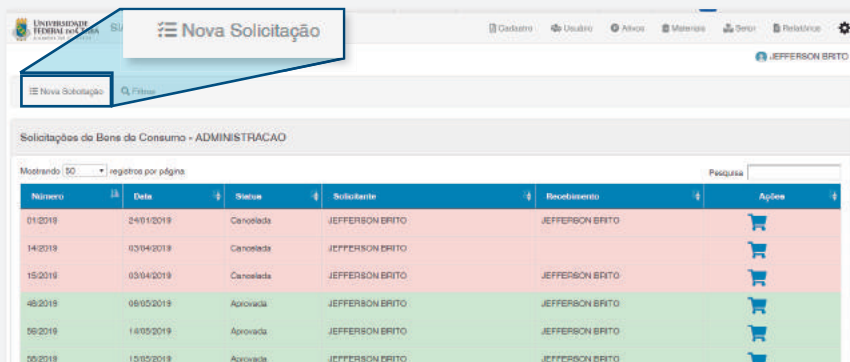 UNIVERSIDADE
FEDERAL DO CEARÁ
Nova Solicitação
Cadastro Usuário Ativos Materiais Setor Relatórios
JEFFERSON BRITO
Nova Solicitação Filtros
Solicitações de Bens de Consumo - ADMINISTRACAO
Mostrando 50 registros por página Pesquisa
Número Data Status Solicitante Recebimento Ações
01/2019 24/01/2019 Cancelada JEFFERSON BRITO JEFFERSON BRITO
14/2019 03/04/2019 Cancelada JEFFERSON BRITO
15/2019 03/04/2019 Cancelada JEFFERSON BRITO JEFFERSON BRITO
48/2019 08/05/2019 Aprovada JEFFERSON BRITO JEFFERSON BRITO
56/2019 14/05/2019 Aprovada JEFFERSON BRITO JEFFERSON BRITO
15/05/2019 Aprovada JEFFERSON BRITO JEFFERSON BRITO